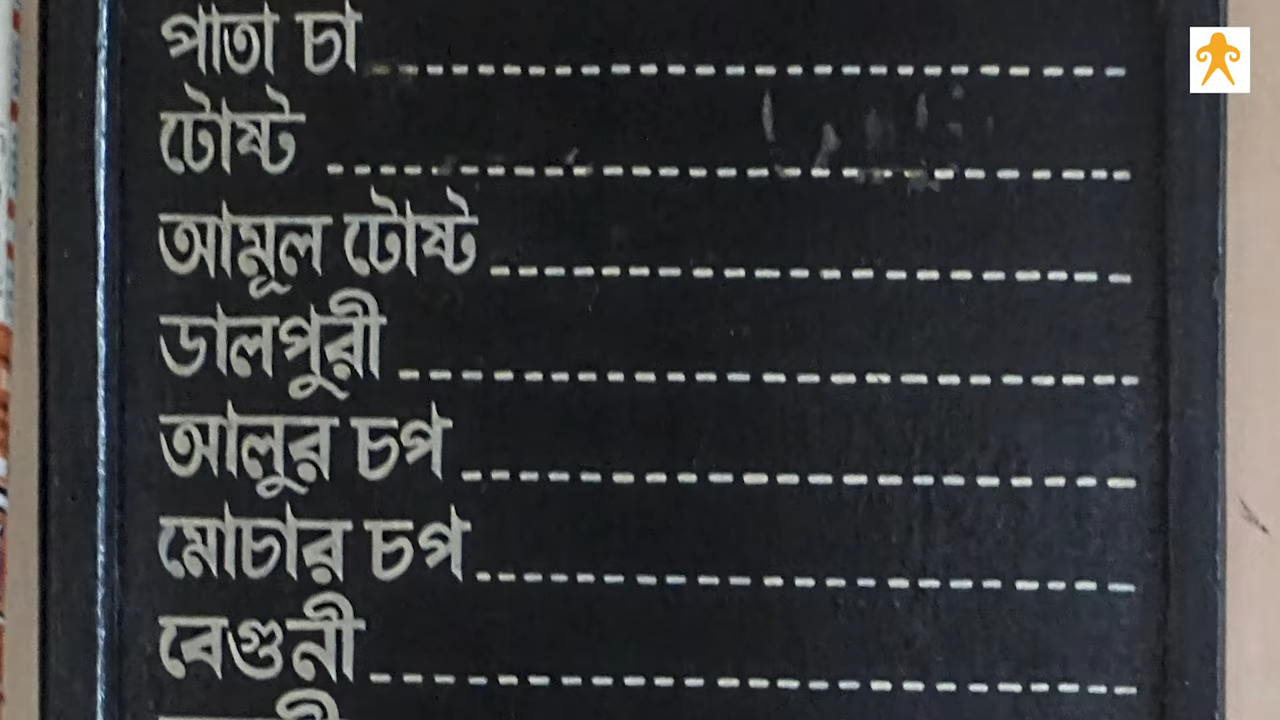 পাতা চা
টোষ্ট
আমূল টোষ্ট
ডালপুরী
আলুর চপ
মোচার চপ
বেগুনী